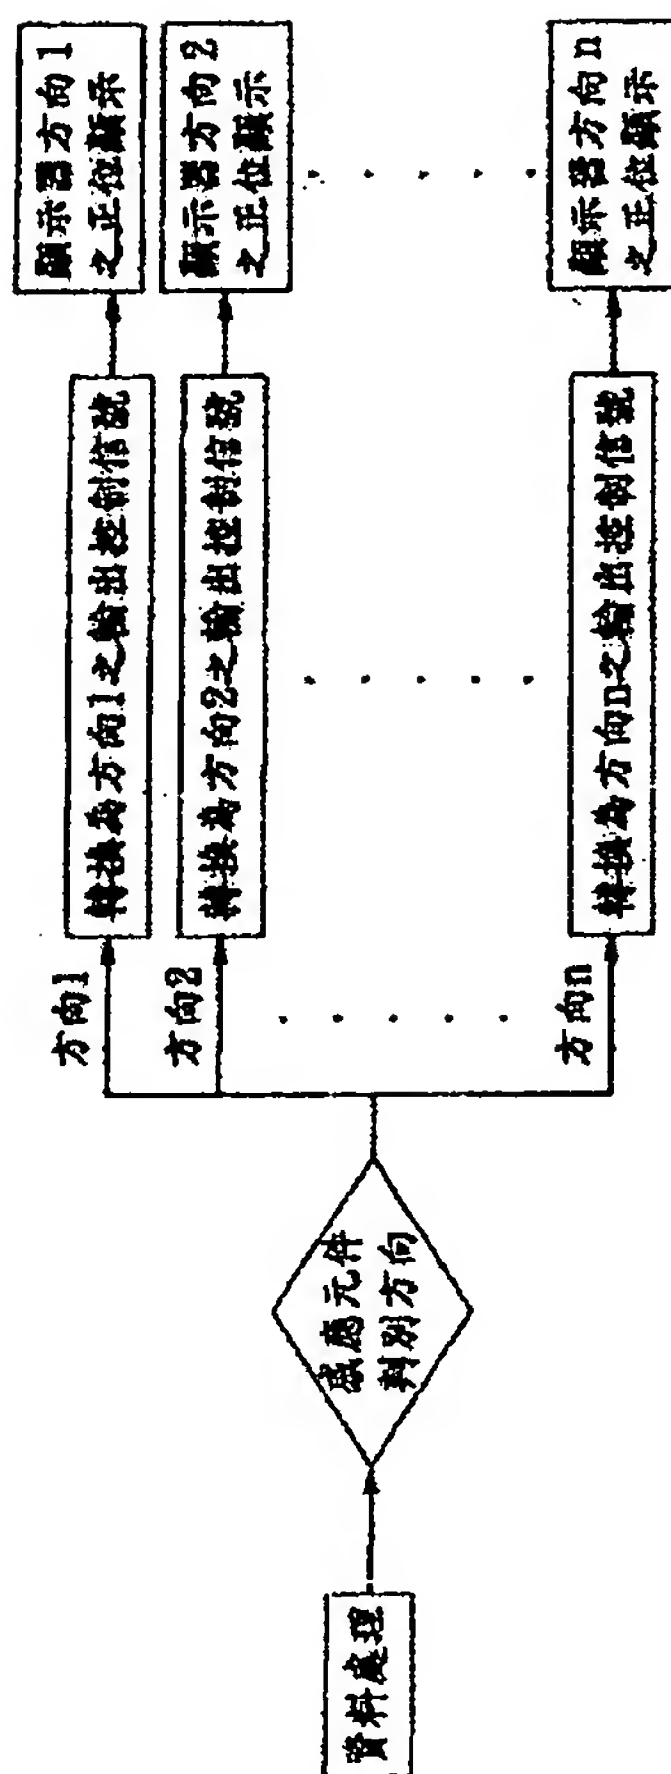 資料處理
感應元件
判別方向
方向1
轉換為方向1之輸出控制信號
顯示器方向1
之正位顯示
方向2
轉換為方向2之輸出控制信號
顯示器方向2
之正位顯示
方向n
轉換為方向n之輸出控制信號
顯示器方向n
之正位顯示